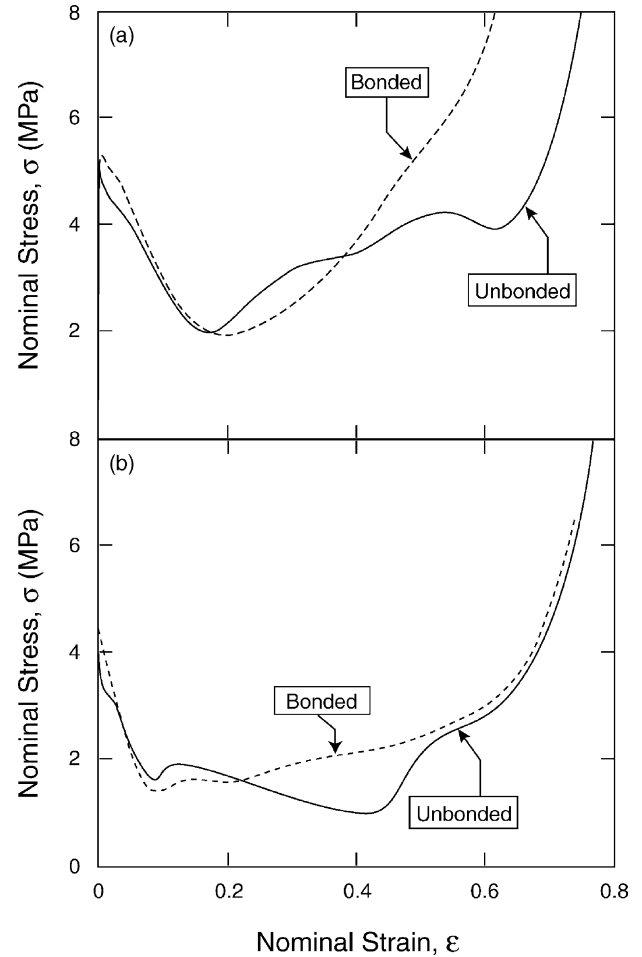 8
(a)
Bonded
6
Nominal Stress, σ (MPa)
4
Unbonded
2
8
(b)
6
Nominal Stress, σ (MPa)
4
Bonded
2
Unbonded
0
0 0.2 0.4 0.6 0.8
Nominal Strain, ε